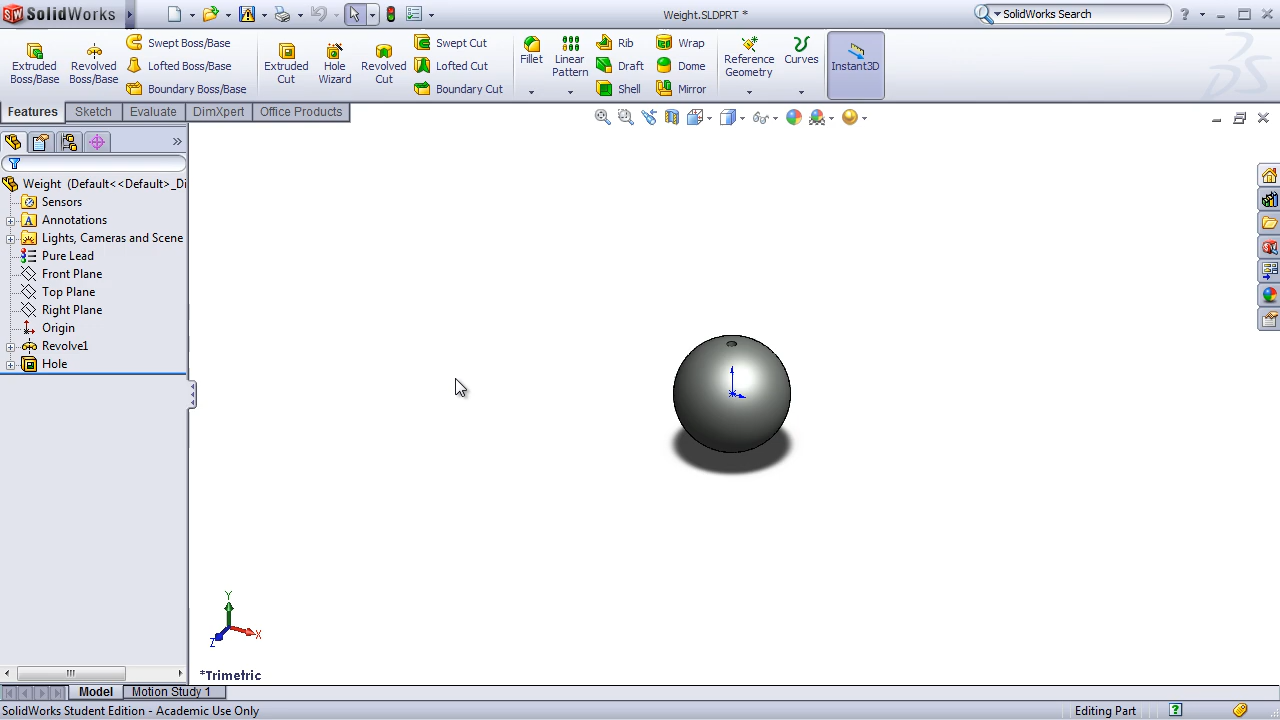 SolidWorks
Weight.SLDPRT *
SolidWorks Search
Extruded Boss/Base
Revolved Boss/Base
Swept Boss/Base
Lofted Boss/Base
Boundary Boss/Base
Extruded Cut
Hole Wizard
Revolved Cut
Swept Cut
Lofted Cut
Boundary Cut
Fillet
Linear Pattern
Rib
Draft
Shell
Wrap
Dome
Mirror
Reference Geometry
Curves
Instant3D
Features
Sketch
Evaluate
DimXpert
Office Products
Weight (Default<<Default>_Di
Sensors
Annotations
Lights, Cameras and Scene
Pure Lead
Front Plane
Top Plane
Right Plane
Origin
Revolve1
Hole
Y
X
Z
*Trimetric
Model
Motion Study 1
SolidWorks Student Edition - Academic Use Only
Editing Part